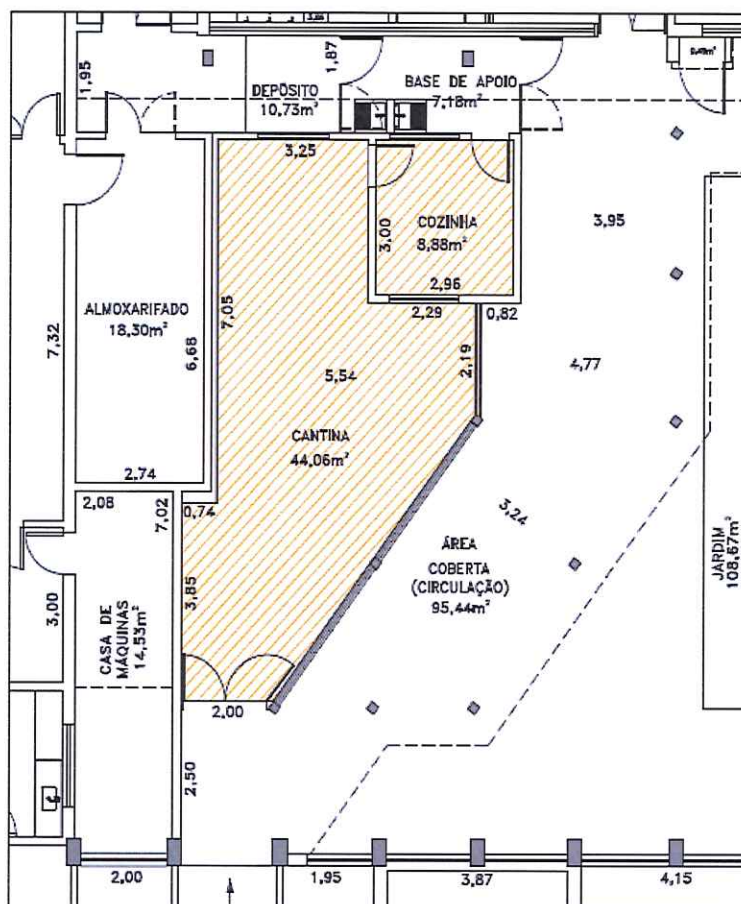 1,95
DEPÓSITO
10,73m²
1,87
BASE DE APOIO
7,18m²
3,25
COZINHA
8,88m²
3,00
2,96
2,29
0,82
3,95
ALMOXARIFADO
18,30m²
7,32
6,68
7,05
2,19
4,77
5,54
CANTINA
44,06m²
2,74
2,08
7,02
0,74
3,24
ÁREA
COBERTA
(CIRCULAÇÃO)
95,44m²
JARDIM
108,67m²
3,00
CASA DE
MÁQUINAS
14,53m²
3,85
2,00
2,50
2,00
1,95
3,87
4,15